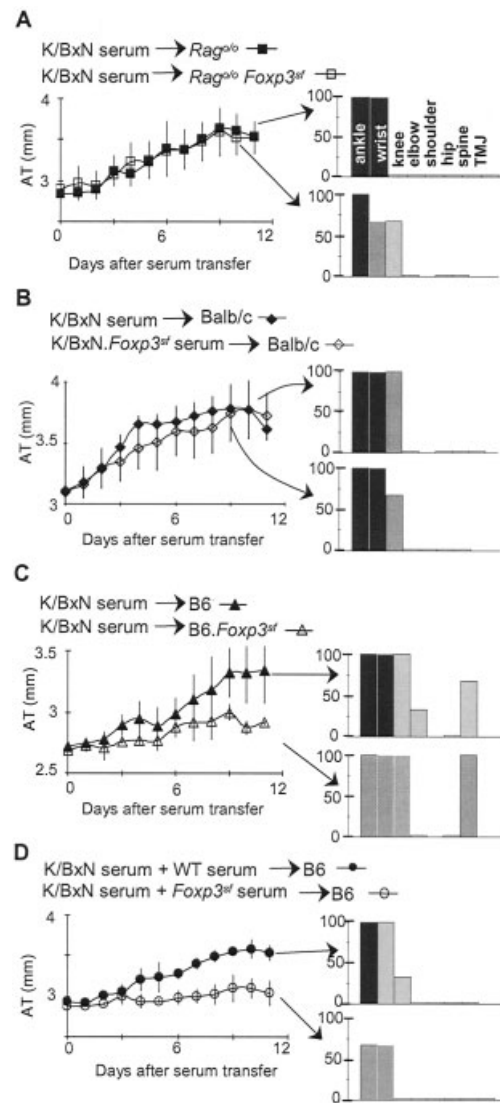 A
K/BxN serum → Rag°/° -■-
K/BxN serum → Rag°/° Foxp3sf -□-
4
3
AT (mm)
0 6 12
Days after serum transfer
100
50
0
ankle
wrist
knee
elbow
shoulder
hip
spine
TMJ
100
50
0
B
K/BxN serum → Balb/c -◆-
K/BxN.Foxp3sf serum → Balb/c -◇-
4
3.5
3
AT (mm)
0 6 12
Days after serum transfer
100
50
0
100
50
0
C
K/BxN serum → B6 -▲-
K/BxN serum → B6.Foxp3sf -△-
3.5
3
2.5
AT (mm)
0 6 12
Days after serum transfer
100
50
0
100
50
0
D
K/BxN serum + WT serum → B6 -●-
K/BxN serum + Foxp3sf serum → B6 -○-
4
3
AT (mm)
0 6 12
Days after serum transfer
100
50
0
100
50
0